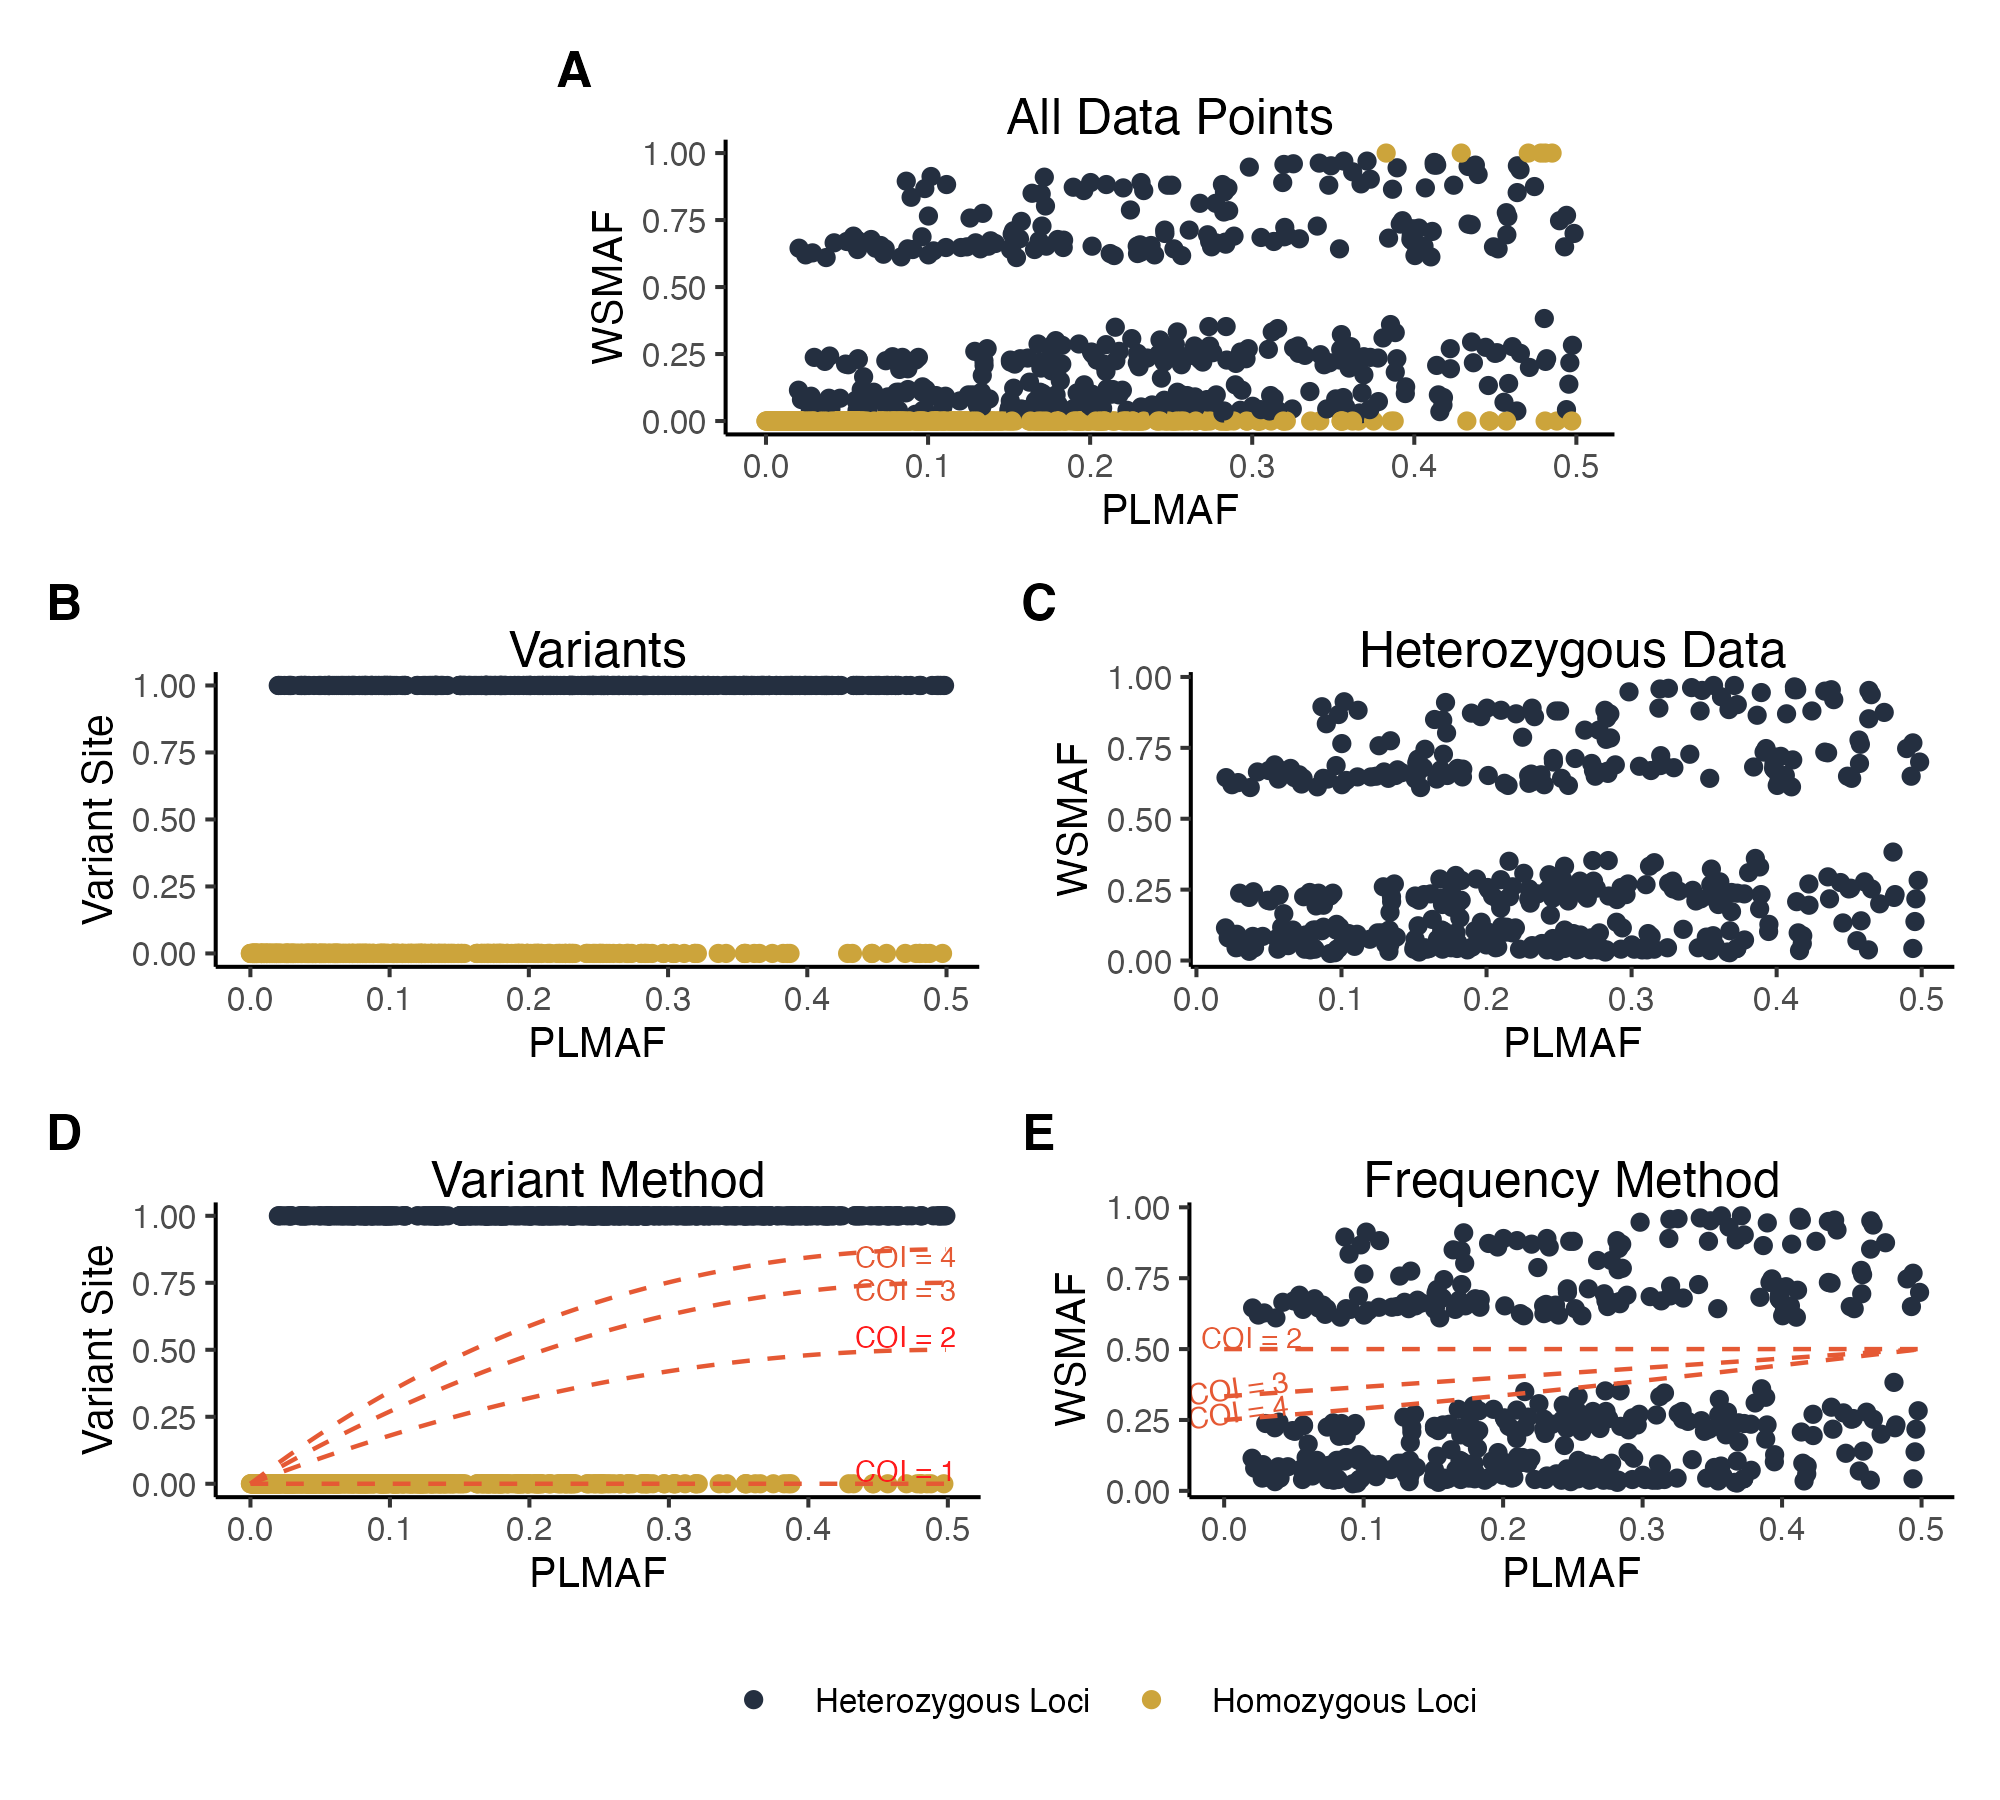 A
All Data Points
WSMAF
1.00
0.75
0.50
0.25
0.00
0.0 0.1 0.2 0.3 0.4 0.5
PLMAF
B
Variants
Variant Site
1.00
0.75
0.50
0.25
0.00
0.0 0.1 0.2 0.3 0.4 0.5
PLMAF
C
Heterozygous Data
WSMAF
1.00
0.75
0.50
0.25
0.00
0.0 0.1 0.2 0.3 0.4 0.5
PLMAF
D
Variant Method
Variant Site
1.00
0.75
0.50
0.25
0.00
COI = 4
COI = 3
COI = 2
COI = 1
0.0 0.1 0.2 0.3 0.4 0.5
PLMAF
E
Frequency Method
WSMAF
1.00
0.75
0.50
0.25
0.00
COI = 2
COI = 3
COI = 4
0.0 0.1 0.2 0.3 0.4 0.5
PLMAF
Heterozygous Loci
Homozygous Loci